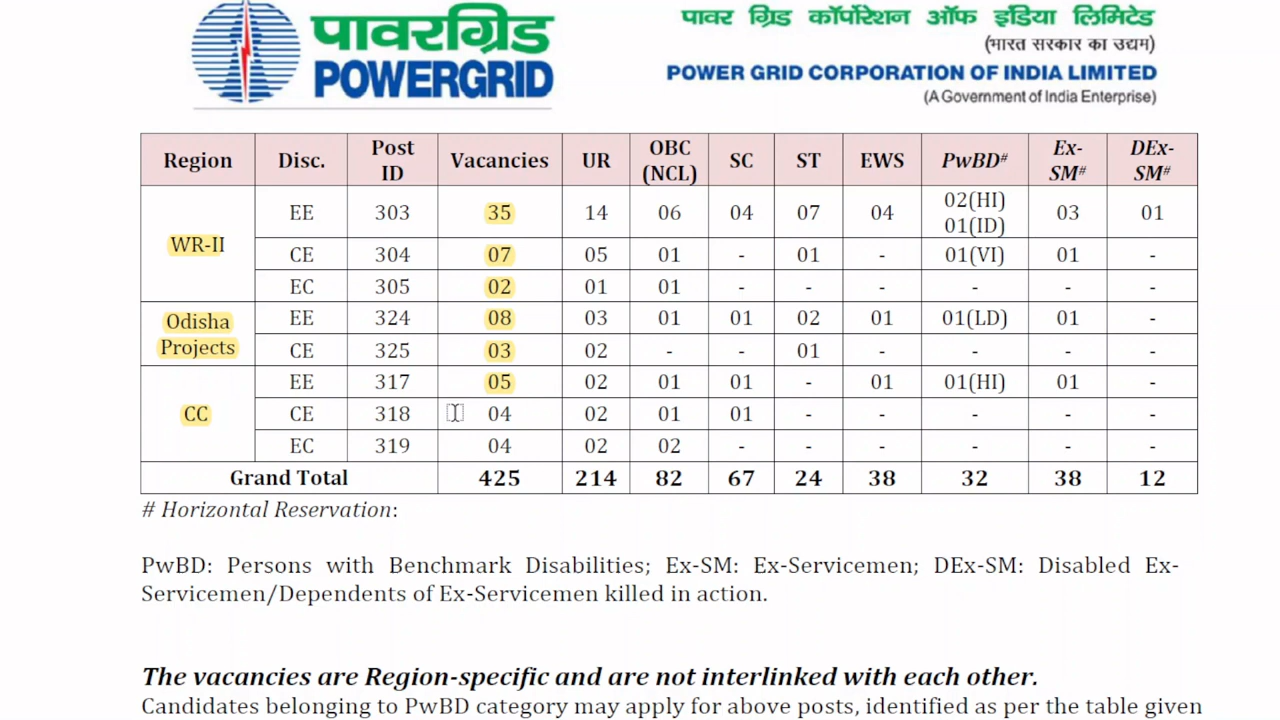 पावरग्रिड
POWERGRID
पावर ग्रिड कॉर्पोरेशन ऑफ इंडिया लिमिटेड
(भारत सरकार का उद्यम)
POWER GRID CORPORATION OF INDIA LIMITED
(A Government of India Enterprise)
Region Disc. Post ID Vacancies UR OBC (NCL) SC ST EWS PwBD# Ex-SM# DEx-SM#
WR-II EE 303 35 14 06 04 07 04 02(HI) 01(ID) 03 01
CE 304 07 05 01 - 01 - 01(VI) 01 -
EC 305 02 01 01 - - - - - -
Odisha Projects EE 324 08 03 01 01 02 01 01(LD) 01 -
CE 325 03 02 - - 01 - - - -
CC EE 317 05 02 01 01 - 01 01(HI) 01 -
CE 318 04 02 01 01 - - - - -
EC 319 04 02 02 - - - - - -
Grand Total 425 214 82 67 24 38 32 38 12
# Horizontal Reservation:
PwBD: Persons with Benchmark Disabilities; Ex-SM: Ex-Servicemen; DEx-SM: Disabled Ex-
Servicemen/Dependents of Ex-Servicemen killed in action.
The vacancies are Region-specific and are not interlinked with each other.
Candidates belonging to PwBD category may apply for above posts, identified as per the table given